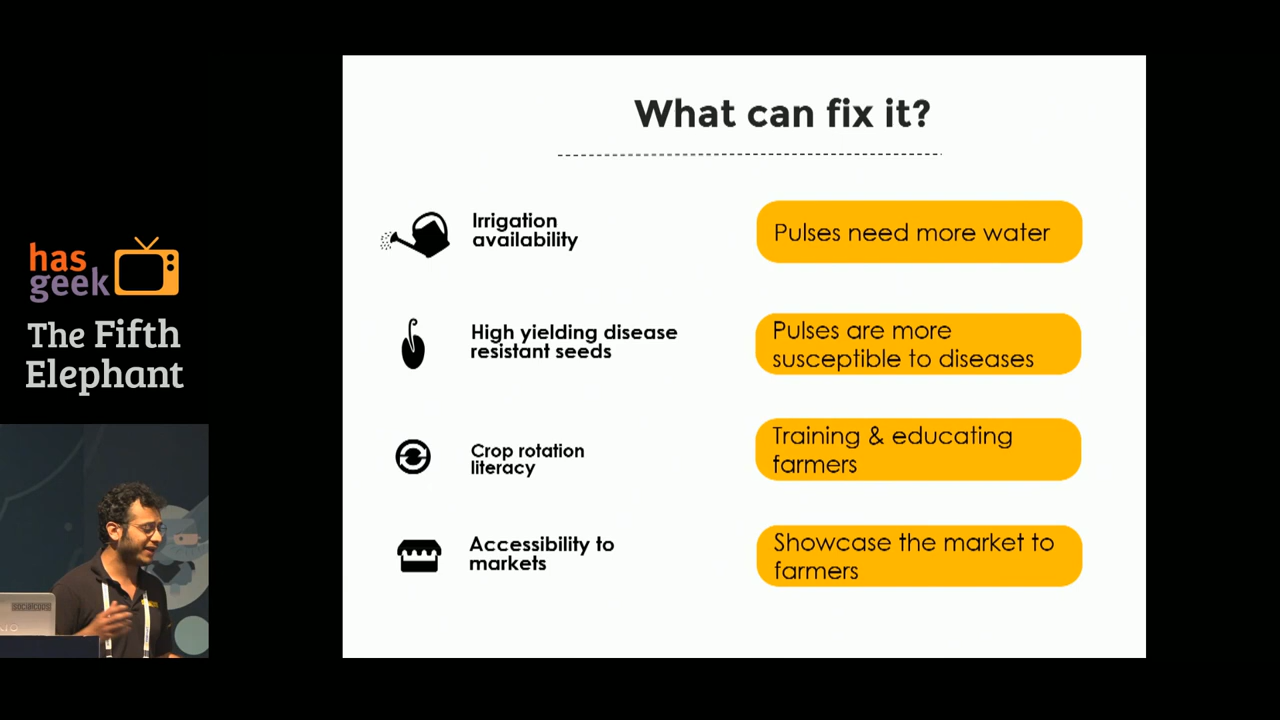 What can fix it?
Irrigation
availability
Pulses need more water
High yielding disease
resistant seeds
Pulses are more
susceptible to diseases
Crop rotation
literacy
Training & educating
farmers
Accessibility to
markets
Showcase the market to
farmers
has
geek
The Fifth
Elephant